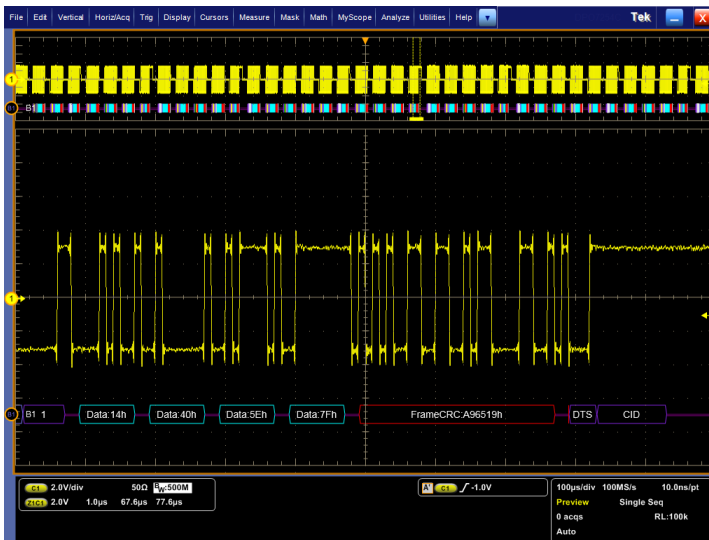 File Edit Vertical Horiz/Acq Trig Display Cursors Measure Mask Math MyScope Analyze Utilities Help Tek X
1
B1 B1
1
B1 B1 1 Data:14h Data:40h Data:5Eh Data:7Fh FrameCRC:A96519h DTS CID
C1 2.0V/div 50Ω BW:500M A' C1 -1.0V 100µs/div 100MS/s 10.0ns/pt
Z1C1 2.0V 1.0µs 67.6µs 77.6µs Preview Single Seq
0 acqs RL:100k
Auto